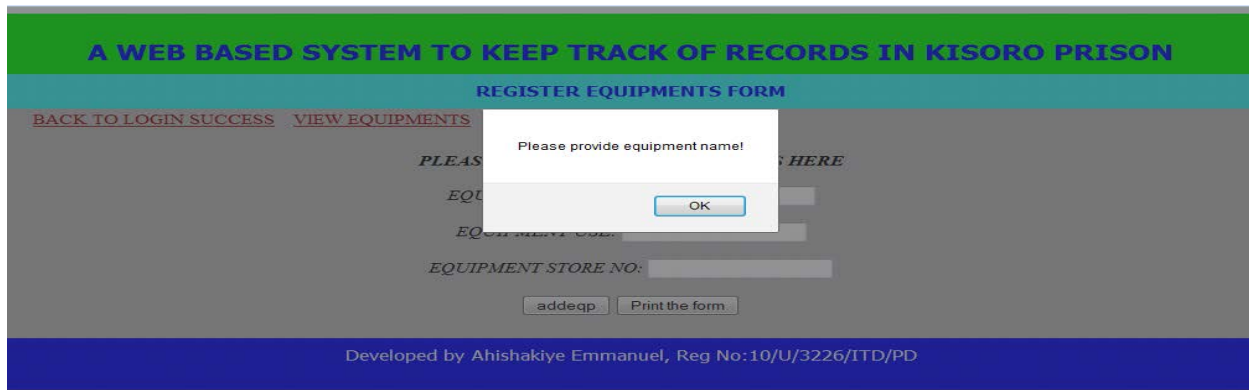 A WEB BASED SYSTEM TO KEEP TRACK OF RECORDS IN KISORO PRISON
REGISTER EQUIPMENTS FORM
BACK TO LOGIN SUCCESS VIEW EQUIPMENTS
Please provide equipment name!
HERE
OK
USE:
EQUIPMENT STORE NO:
addeqp Print the form
Developed by Ahishakiye Emmanuel, Reg No:10/U/3226/ITD/PD